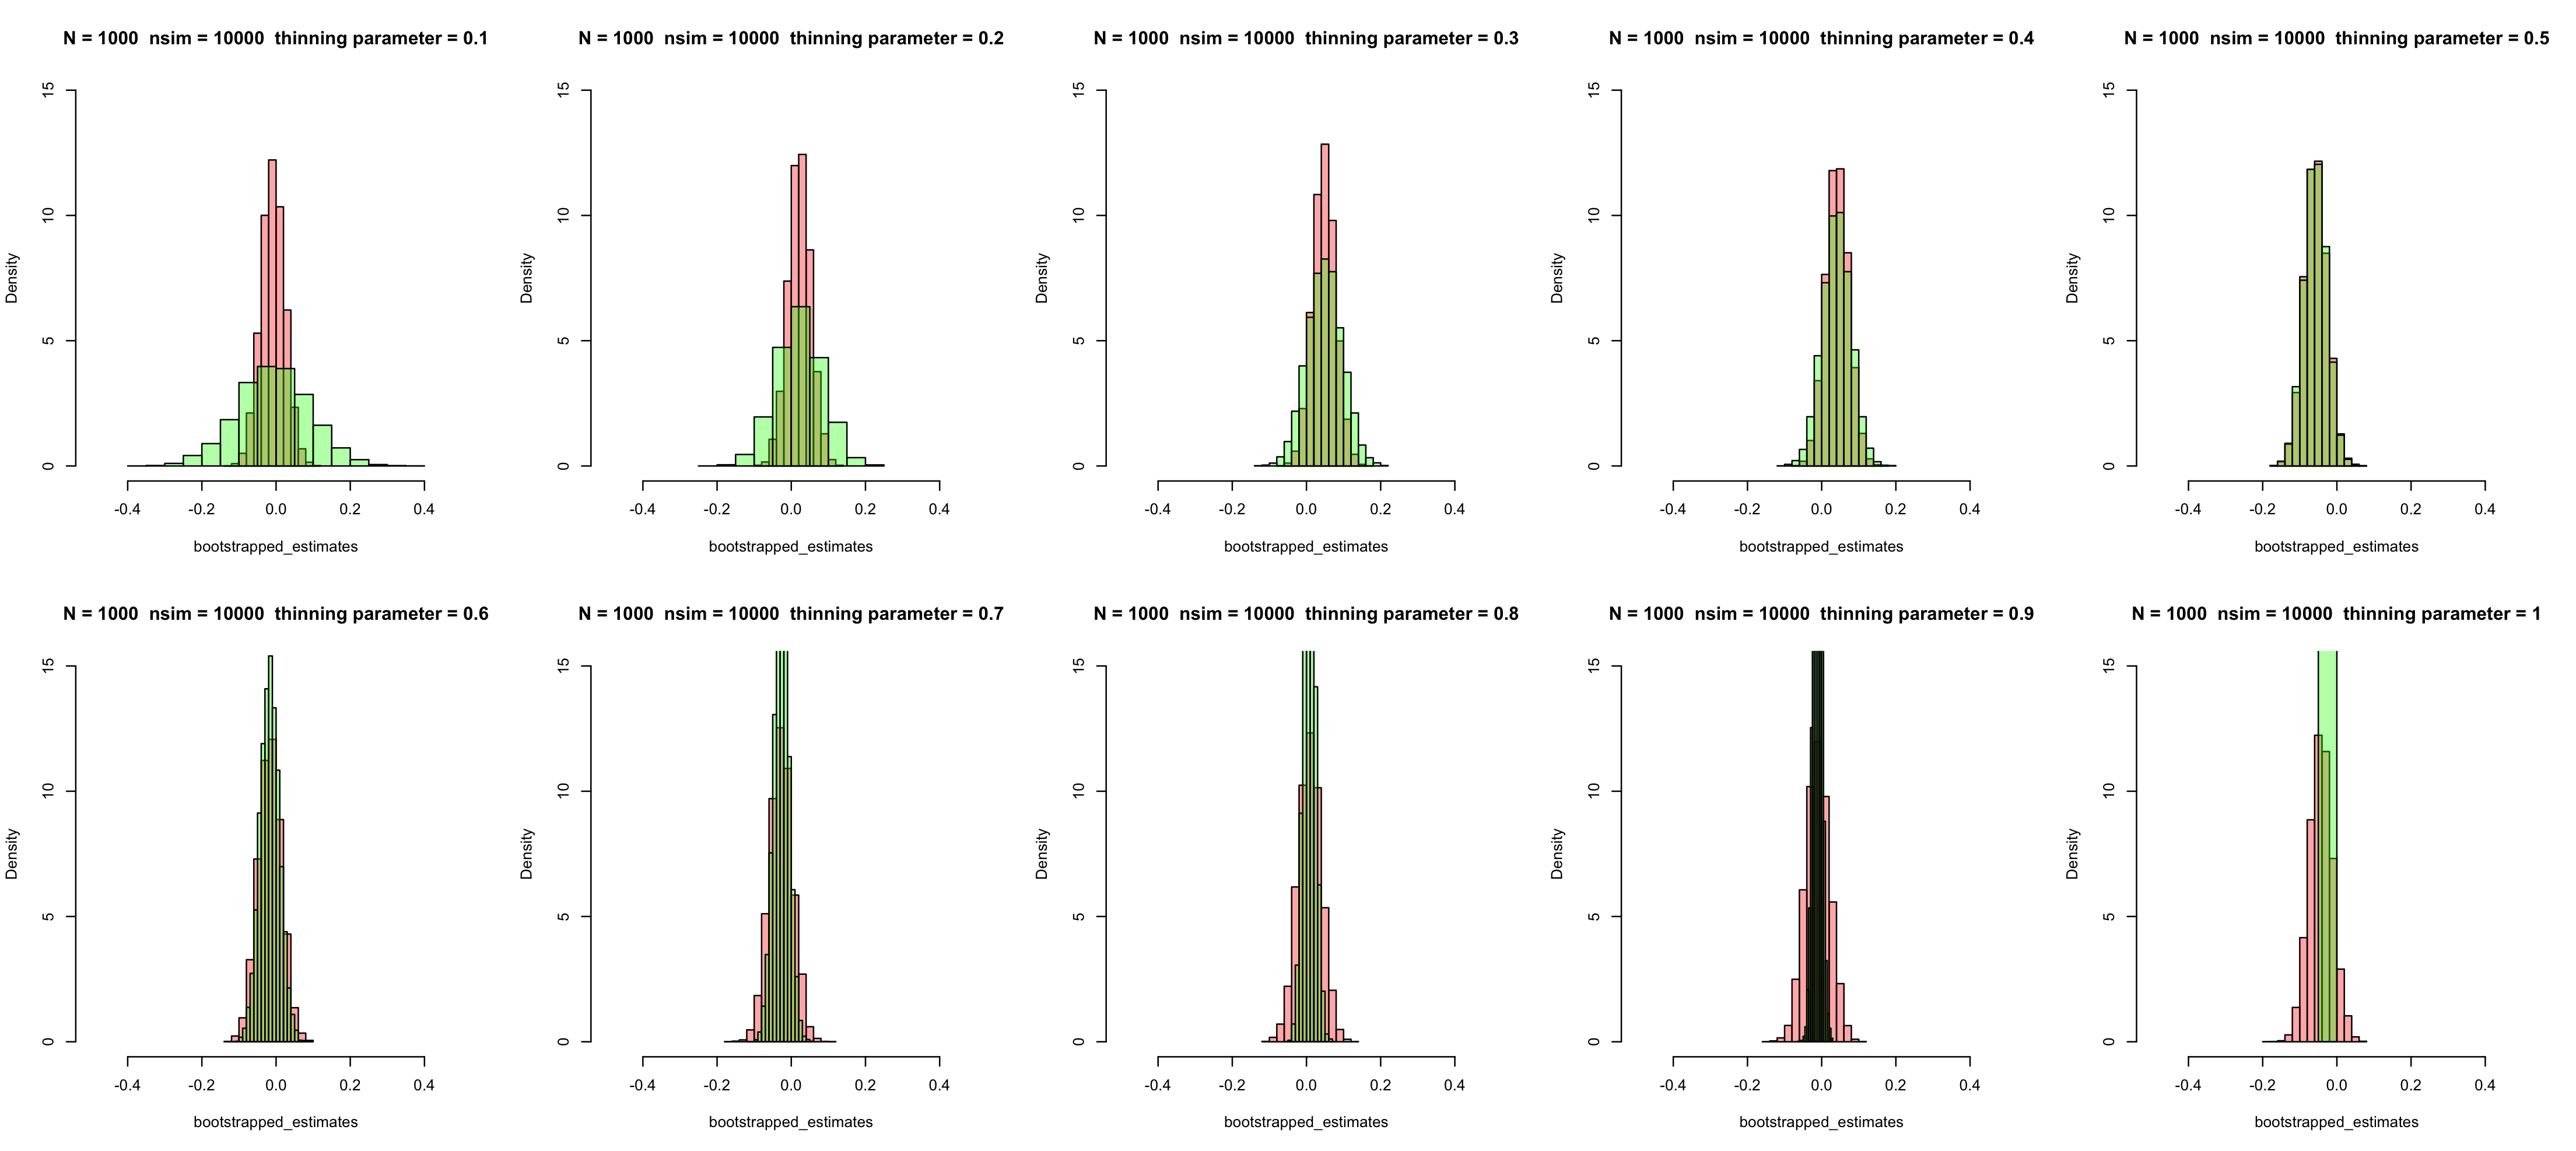 N = 1000 nsim = 10000 thinning parameter = 0.1
15
10
5
0
Density
-0.4 -0.2 0.0 0.2 0.4
bootstrapped_estimates
N = 1000 nsim = 10000 thinning parameter = 0.2
15
10
5
0
Density
-0.4 -0.2 0.0 0.2 0.4
bootstrapped_estimates
N = 1000 nsim = 10000 thinning parameter = 0.3
15
10
5
0
Density
-0.4 -0.2 0.0 0.2 0.4
bootstrapped_estimates
N = 1000 nsim = 10000 thinning parameter = 0.4
15
10
5
0
Density
-0.4 -0.2 0.0 0.2 0.4
bootstrapped_estimates
N = 1000 nsim = 10000 thinning parameter = 0.5
15
10
5
0
Density
-0.4 -0.2 0.0 0.2 0.4
bootstrapped_estimates
N = 1000 nsim = 10000 thinning parameter = 0.6
15
10
5
0
Density
-0.4 -0.2 0.0 0.2 0.4
bootstrapped_estimates
N = 1000 nsim = 10000 thinning parameter = 0.7
15
10
5
0
Density
-0.4 -0.2 0.0 0.2 0.4
bootstrapped_estimates
N = 1000 nsim = 10000 thinning parameter = 0.8
15
10
5
0
Density
-0.4 -0.2 0.0 0.2 0.4
bootstrapped_estimates
N = 1000 nsim = 10000 thinning parameter = 0.9
15
10
5
0
Density
-0.4 -0.2 0.0 0.2 0.4
bootstrapped_estimates
N = 1000 nsim = 10000 thinning parameter = 1
15
10
5
0
Density
-0.4 -0.2 0.0 0.2 0.4
bootstrapped_estimates